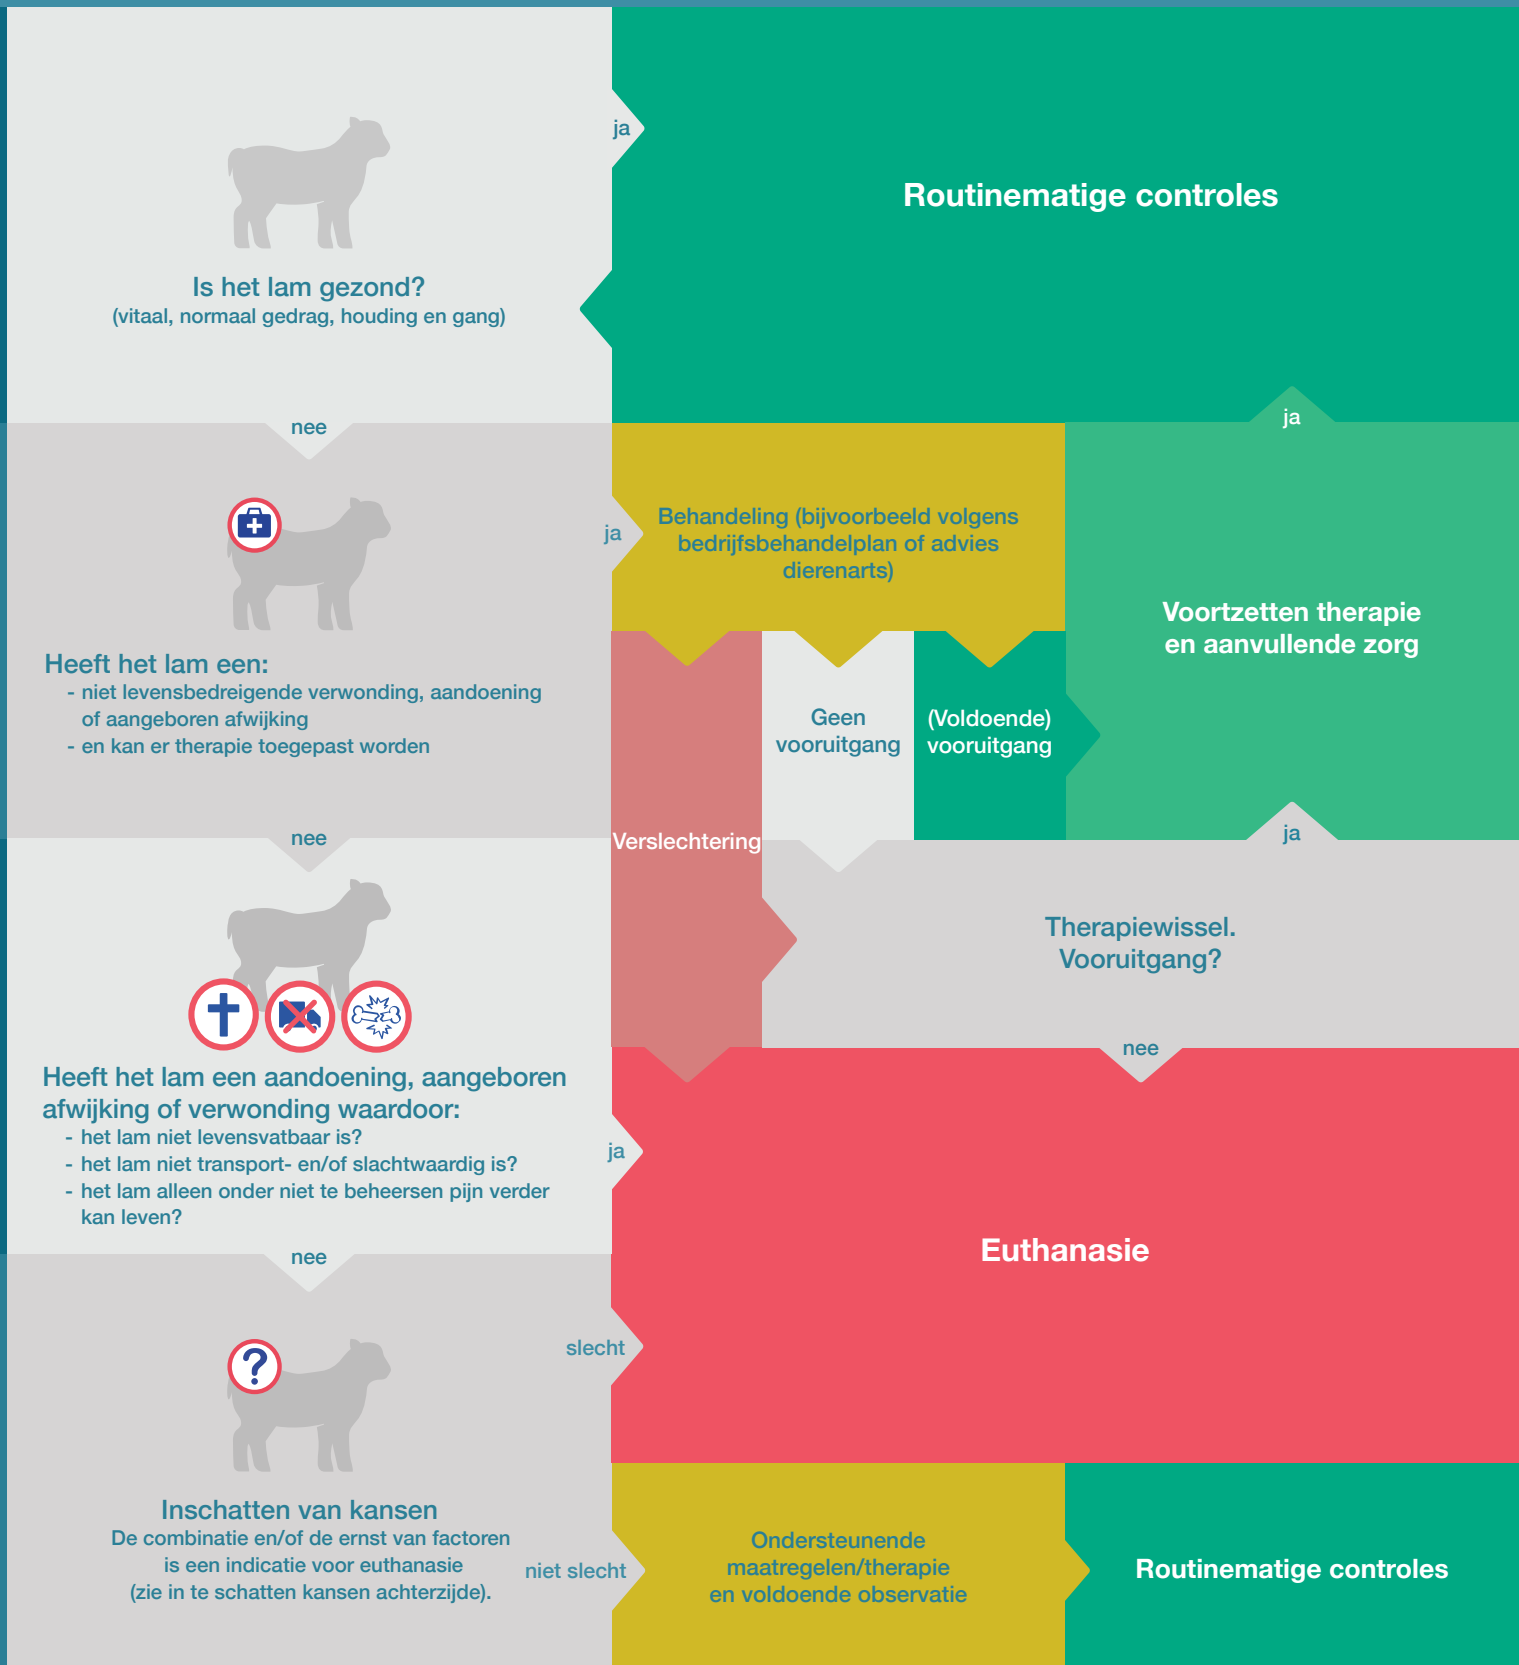 ja
Routinematige controles
Is het lam gezond?
(vitaal, normaal gedrag, houding en gang)
nee
ja
Behandeling (bijvoorbeeld volgens
bedrijfsbehandelplan of advies
dierenarts)
ja
Voortzetten therapie
en aanvullende zorg
Heeft het lam een:
- niet levensbedreigende verwonding, aandoening
of aangeboren afwijking
- en kan er therapie toegepast worden
Geen
vooruitgang
(Voldoende)
vooruitgang
nee
Verslechtering
ja
Therapiewissel.
Vooruitgang?
nee
Heeft het lam een aandoening, aangeboren
afwijking of verwonding waardoor:
- het lam niet levensvatbaar is?
- het lam niet transport- en/of slachtwaardig is?
- het lam alleen onder niet te beheersen pijn verder
kan leven?
ja
Euthanasie
nee
slecht
?
Inschatten van kansen
De combinatie en/of de ernst van factoren
is een indicatie voor euthanasie
(zie in te schatten kansen achterzijde).
niet slecht
Ondersteunende
maatregelen/therapie
en voldoende observatie
Routinematige controles